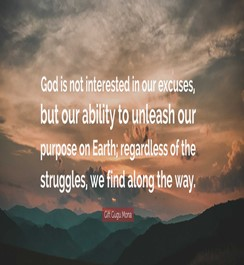 God is not interested in our excuses,
but our ability to unleash our
purpose on Earth; regardless of the
struggles, we find along the way.
Gift Gugu Mona